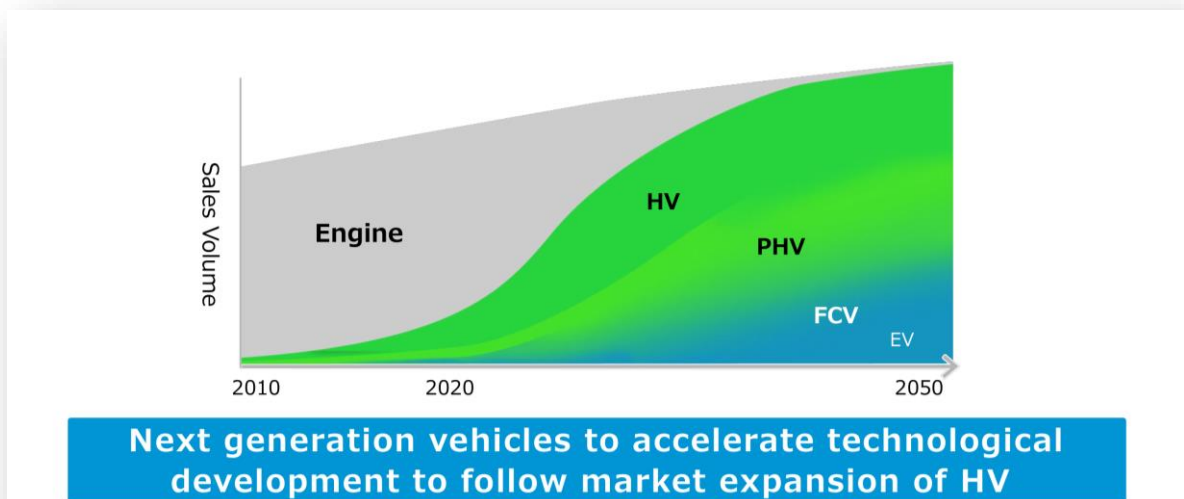 Sales Volume
Engine
HV
PHV
FCV
EV
2010
2020
2050
Next generation vehicles to accelerate technological
development to follow market expansion of HV